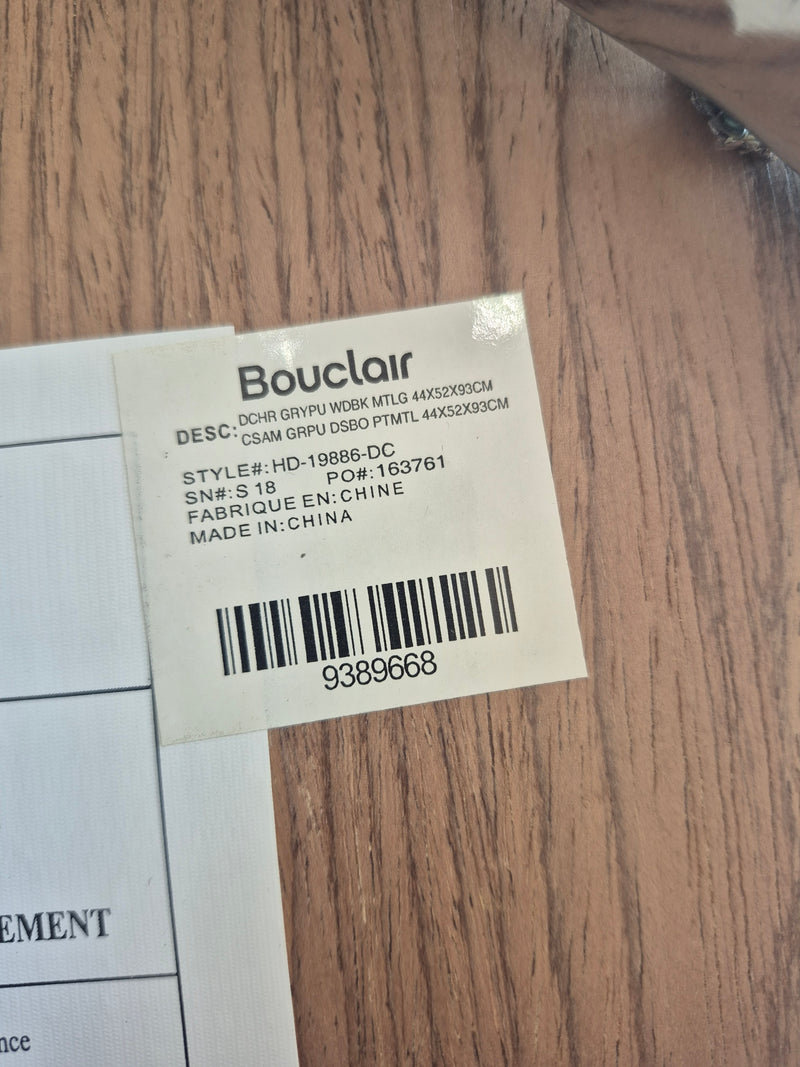 Bouclair
DESC: DCHR GRYPU WDBK MTLG 44X52X93CM
CSAM GRPU DSBO PTMTL 44X52X93CM
STYLE#: HD-19886-DC
SN#: S 18 PO#: 163761
FABRIQUE EN: CHINE
MADE IN: CHINA
9389668
EMENT
nce